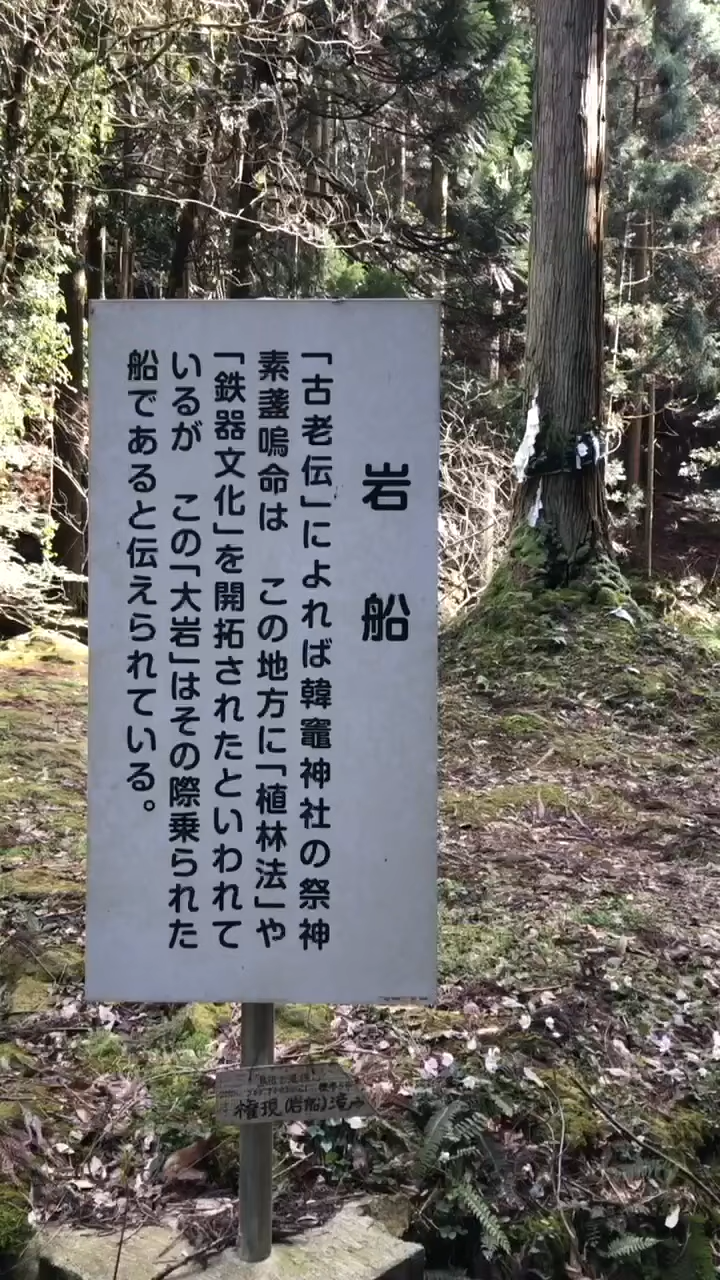 岩船
「古老伝」によれば韓竈神社の祭神
素盞嗚命は この地方に「植林法」や
「鉄器文化」を開拓されたといわれて
いるが この「大岩」はその際乗られた
船であると伝えられている。
権現(岩船)滝